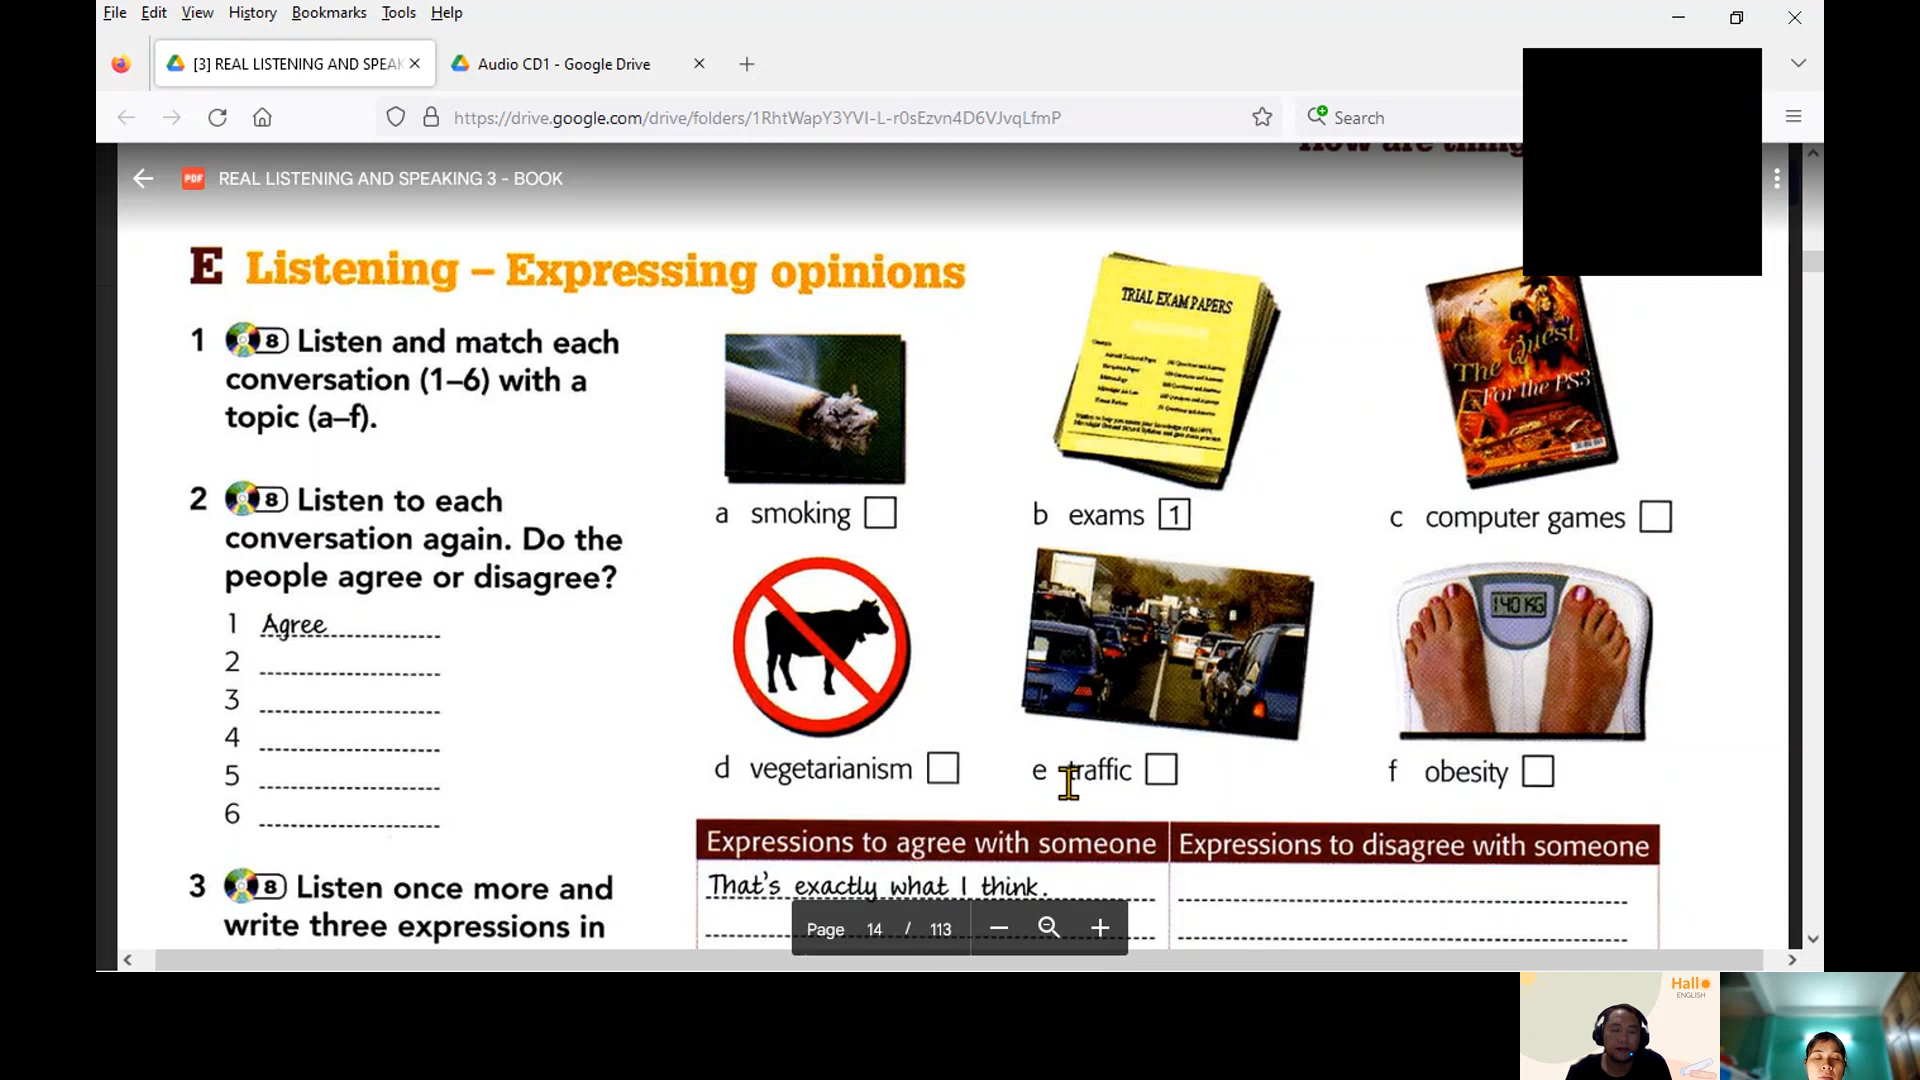 File Edit View History Bookmarks Tools Help
[3] REAL LISTENING AND SPEAK
Audio CD1 - Google Drive
https://drive.google.com/drive/folders/1RhtWapY3YVI-L-r0sEzvn4D6VJvqLfmP
Search
How are thing
REAL LISTENING AND SPEAKING 3 - BOOK
E Listening – Expressing opinions
1 8 Listen and match each
conversation (1–6) with a
topic (a–f).
2 8 Listen to each
conversation again. Do the
people agree or disagree?
1 Agree
2
3
4
5
6
3 8 Listen once more and
write three expressions in
TRIAL EXAM PAPERS
The Quest
For the PS3
a smoking
b exams 1
c computer games
140 KG
d vegetarianism
e traffic
f obesity
Expressions to agree with someone
Expressions to disagree with someone
That's exactly what I think.
Page 14 / 113
Hallo
ENGLISH